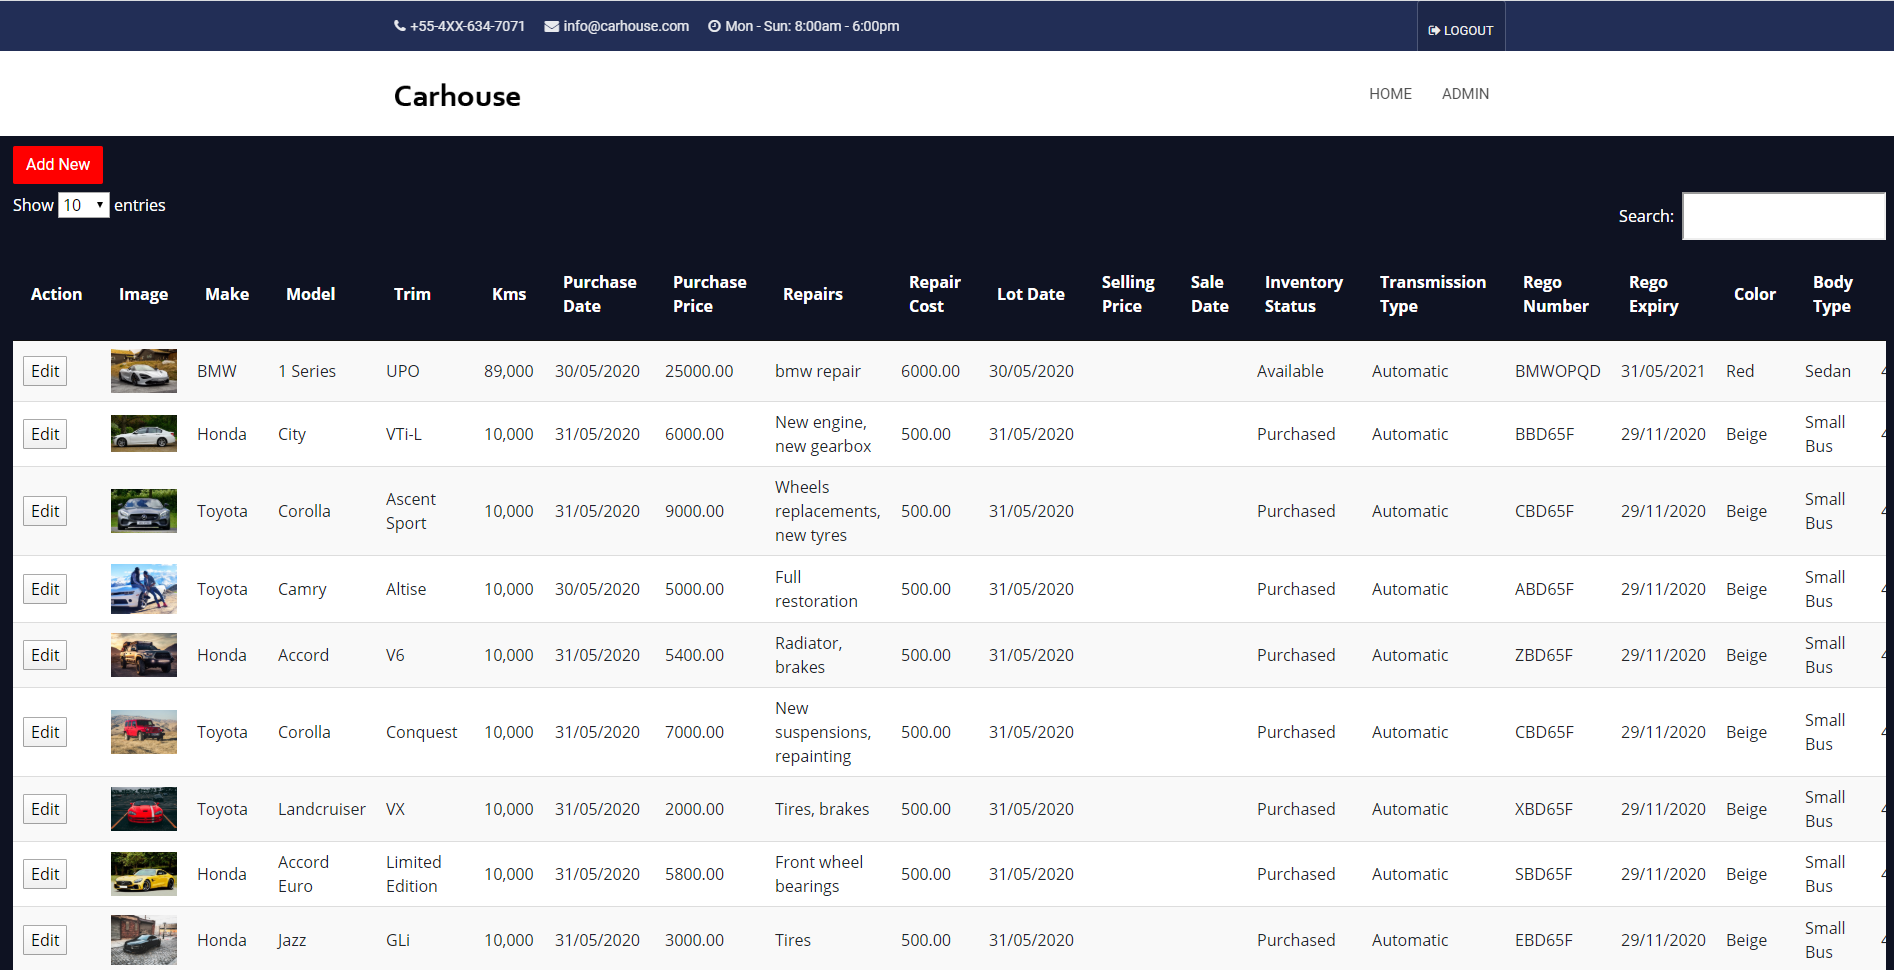 +55-4XX-634-7071 info@carhouse.com Mon - Sun: 8:00am - 6:00pm LOGOUT
Carhouse HOME ADMIN
Add New
Show 10 entries
Search:
Action Image Make Model Trim Kms Purchase Date Purchase Price Repairs Repair Cost Lot Date Selling Price Sale Date Inventory Status Transmission Type Rego Number Rego Expiry Color Body Type
Edit BMW 1 Series UPO 89,000 30/05/2020 25000.00 bmw repair 6000.00 30/05/2020 Available Automatic BMWOPQD 31/05/2021 Red Sedan
Edit Honda City VTi-L 10,000 31/05/2020 6000.00 New engine, new gearbox 500.00 31/05/2020 Purchased Automatic BBD65F 29/11/2020 Beige Small Bus
Edit Toyota Corolla Ascent Sport 10,000 31/05/2020 9000.00 Wheels replacements, new tyres 500.00 31/05/2020 Purchased Automatic CBD65F 29/11/2020 Beige Small Bus
Edit Toyota Camry Altise 10,000 30/05/2020 5000.00 Full restoration 500.00 31/05/2020 Purchased Automatic ABD65F 29/11/2020 Beige Small Bus
Edit Honda Accord V6 10,000 31/05/2020 5400.00 Radiator, brakes 500.00 31/05/2020 Purchased Automatic ZBD65F 29/11/2020 Beige Small Bus
Edit Toyota Corolla Conquest 10,000 31/05/2020 7000.00 New suspensions, repainting 500.00 31/05/2020 Purchased Automatic CBD65F 29/11/2020 Beige Small Bus
Edit Toyota Landcruiser VX 10,000 31/05/2020 2000.00 Tires, brakes 500.00 31/05/2020 Purchased Automatic XBD65F 29/11/2020 Beige Small Bus
Edit Honda Accord Euro Limited Edition 10,000 31/05/2020 5800.00 Front wheel bearings 500.00 31/05/2020 Purchased Automatic SBD65F 29/11/2020 Beige Small Bus
Edit Honda Jazz GLi 10,000 31/05/2020 3000.00 Tires 500.00 31/05/2020 Purchased Automatic EBD65F 29/11/2020 Beige Small Bus